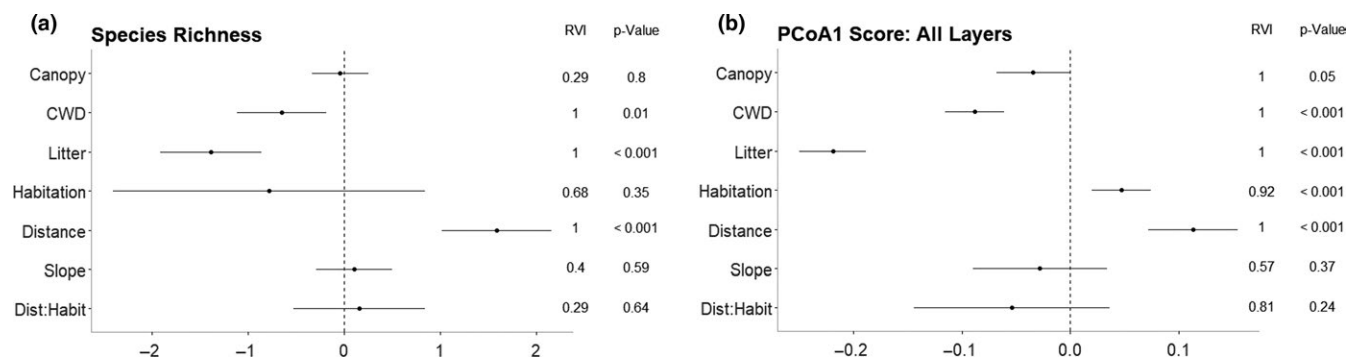 (a) Species Richness RVI p-Value
Canopy 0.29 0.8
CWD 1 0.01
Litter 1 < 0.001
Habitation 0.68 0.35
Distance 1 < 0.001
Slope 0.4 0.59
Dist:Habit 0.29 0.64
−2 −1 0 1 2
(b) PCoA1 Score: All Layers RVI p-Value
Canopy 1 0.05
CWD 1 < 0.001
Litter 1 < 0.001
Habitation 0.92 < 0.001
Distance 1 < 0.001
Slope 0.57 0.37
Dist:Habit 0.81 0.24
−0.2 −0.1 0.0 0.1